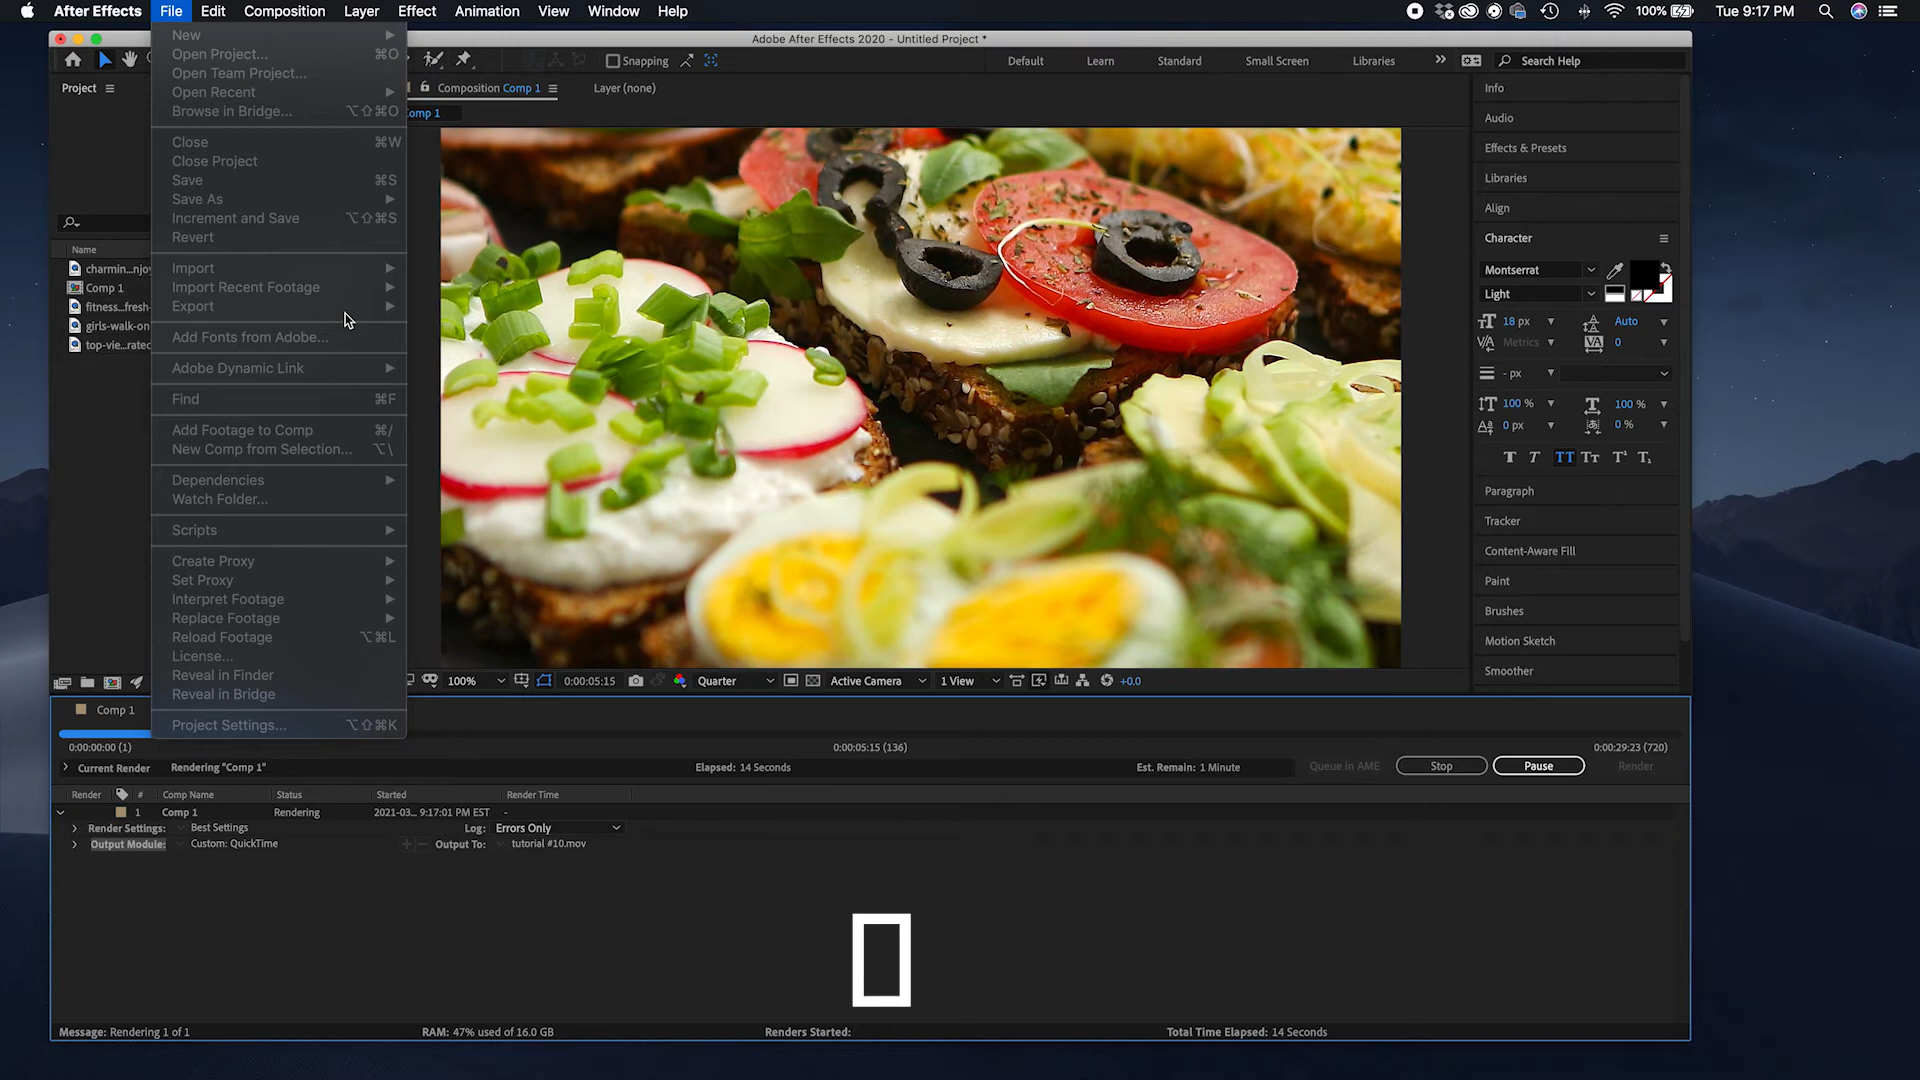 After Effects File Edit Composition Layer Effect Animation View Window Help 100% Tue 9:17 PM
Adobe After Effects 2020 - Untitled Project *
Snapping Default Learn Standard Small Screen Libraries Search Help
Project
Composition Comp 1 Layer (none)
omp 1
Name
charmin...njoy
Comp 1
fitness...fresh-
girls-walk-on
top-vie...rated
New
Open Project... ⌘O
Open Team Project...
Open Recent
Browse in Bridge... ⌥⇧⌘O
Close ⌘W
Close Project
Save ⌘S
Save As
Increment and Save ⌥⇧⌘S
Revert
Import
Import Recent Footage
Export
Add Fonts from Adobe...
Adobe Dynamic Link
Find ⌘F
Add Footage to Comp ⌘/
New Comp from Selection... ⌥\
Dependencies
Watch Folder...
Scripts
Create Proxy
Set Proxy
Interpret Footage
Replace Footage
Reload Footage ⌥⌘L
License...
Reveal in Finder
Reveal in Bridge
Project Settings... ⌥⇧⌘K
Info
Audio
Effects & Presets
Libraries
Align
Character
Montserrat
Light
18 px Auto
Metrics 0
- px
100 % 100 %
0 px 0 %
T T TT Tr T¹ T₁
Paragraph
Tracker
Content-Aware Fill
Paint
Brushes
Motion Sketch
Smoother
100% 0:00:05:15 Quarter Active Camera 1 View +0.0
Comp 1
0:00:00:00 (1) 0:00:05:15 (136) 0:00:29:23 (720)
Current Render Rendering "Comp 1" Elapsed: 14 Seconds Est. Remain: 1 Minute Queue in AME Stop Pause Render
Render # Comp Name Status Started Render Time
1 Comp 1 Rendering 2021-03... 9:17:01 PM EST -
Render Settings: Best Settings Log: Errors Only
Output Module: Custom: QuickTime + - Output To: tutorial #10.mov
Message: Rendering 1 of 1 RAM: 47% used of 16.0 GB Renders Started: Total Time Elapsed: 14 Seconds